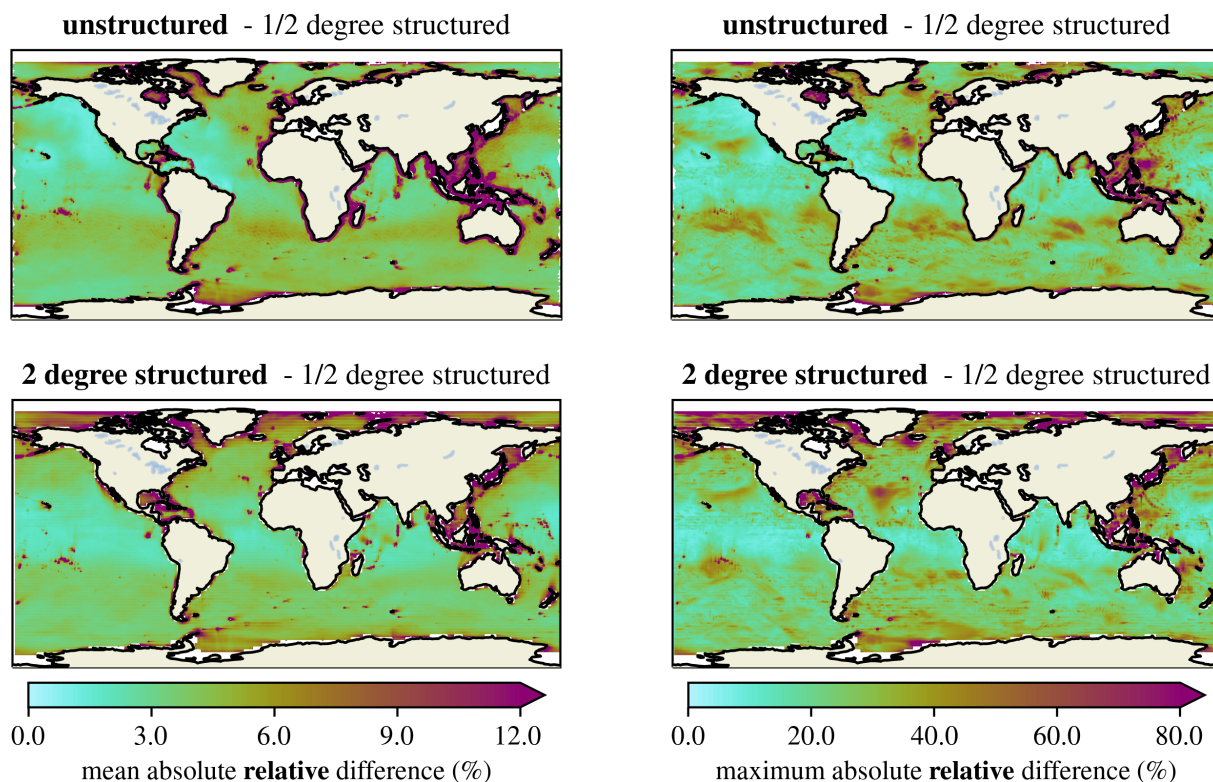 unstructured - 1/2 degree structured
unstructured - 1/2 degree structured
2 degree structured - 1/2 degree structured
2 degree structured - 1/2 degree structured
0.0 3.0 6.0 9.0 12.0
mean absolute relative difference (%)
0.0 20.0 40.0 60.0 80.0
maximum absolute relative difference (%)